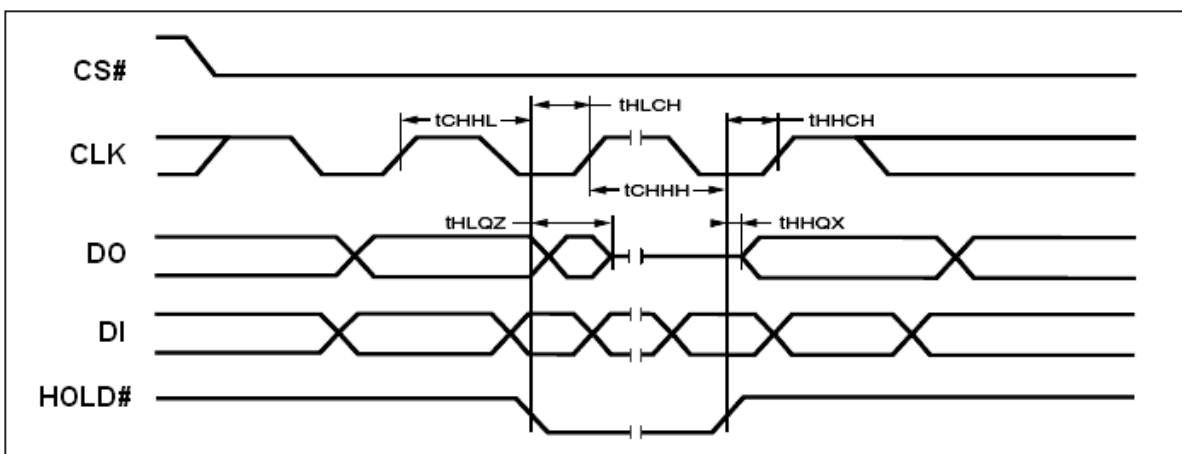 CS#
tHLCH
tCHHL
tHHCH
CLK
tCHHH
tHLQZ
tHHQX
DO
DI
HOLD#